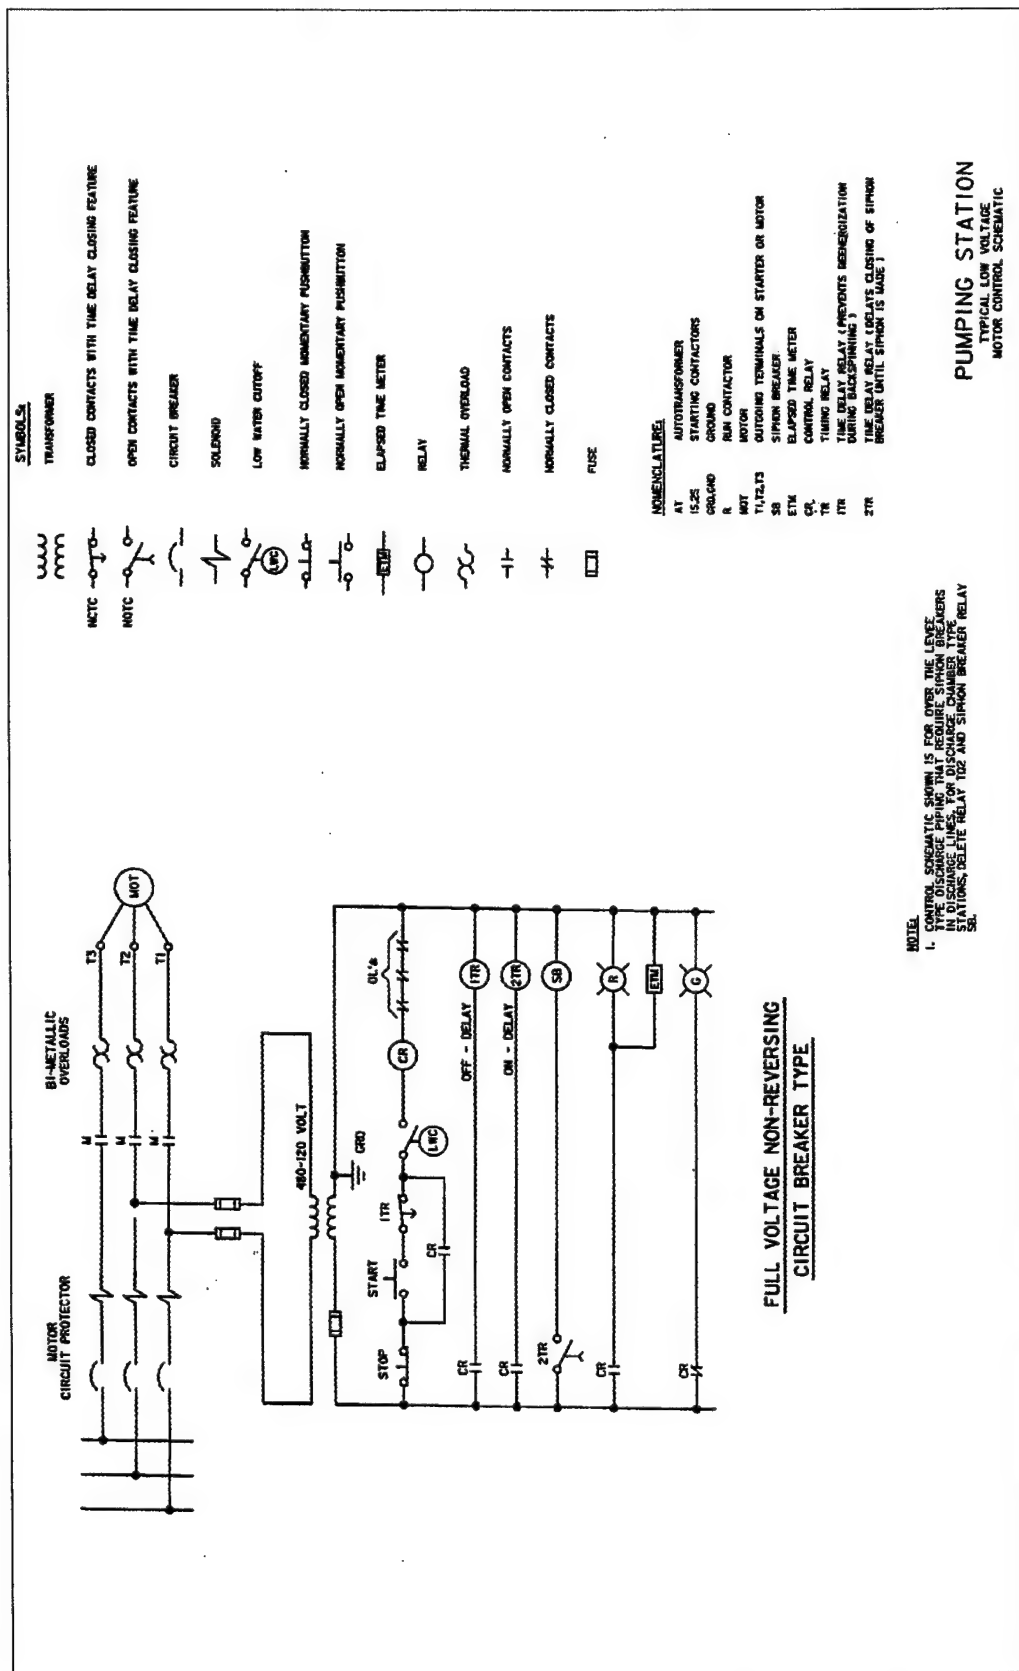 MOTOR
CIRCUIT PROTECTOR
BI-METALLIC
OVERLOADS
M
M
M
T3
T2
T1
MOT
480-120 VOLT
GRD
STOP
START
1TR
CR
LWC
CR
OL'S
CR
OFF - DELAY
1TR
CR
ON - DELAY
2TR
2TR
SB
CR
R
ETM
CR
G
FULL VOLTAGE NON-REVERSING
CIRCUIT BREAKER TYPE
SYMBOLS:
TRANSFORMER
NCTC
CLOSED CONTACTS WITH TIME DELAY CLOSING FEATURE
NOTC
OPEN CONTACTS WITH TIME DELAY CLOSING FEATURE
CIRCUIT BREAKER
SOLENOID
LWC
LOW WATER CUTOFF
NORMALLY CLOSED MOMENTARY PUSHBUTTON
NORMALLY OPEN MOMENTARY PUSHBUTTON
ETM
ELAPSED TIME METER
RELAY
THERMAL OVERLOAD
NORMALLY OPEN CONTACTS
NORMALLY CLOSED CONTACTS
FUSE
NOMENCLATURE:
AT AUTOTRANSFORMER
1S,2S STARTING CONTACTORS
GRD,GND GROUND
R RUN CONTACTOR
MOT MOTOR
T1,T2,T3 OUTGOING TERMINALS ON STARTER OR MOTOR
SB SIPHON BREAKER
ETM ELAPSED TIME METER
CR CONTROL RELAY
TR TIMING RELAY
1TR TIME DELAY RELAY (PREVENTS REENERGIZATION
DURING BACKSPINNING)
2TR TIME DELAY RELAY (DELAYS CLOSING OF SIPHON
BREAKER UNTIL SIPHON IS MADE)
NOTE:
1. CONTROL SCHEMATIC SHOWN IS FOR OVER THE LEVEE
TYPE DISCHARGE PIPING THAT REQUIRE SIPHON BREAKERS
IN DISCHARGE LINES. FOR DISCHARGE CHAMBER TYPE
STATIONS, DELETE RELAY TD2 AND SIPHON BREAKER RELAY
SB.
PUMPING STATION
TYPICAL LOW VOLTAGE
MOTOR CONTROL SCHEMATIC